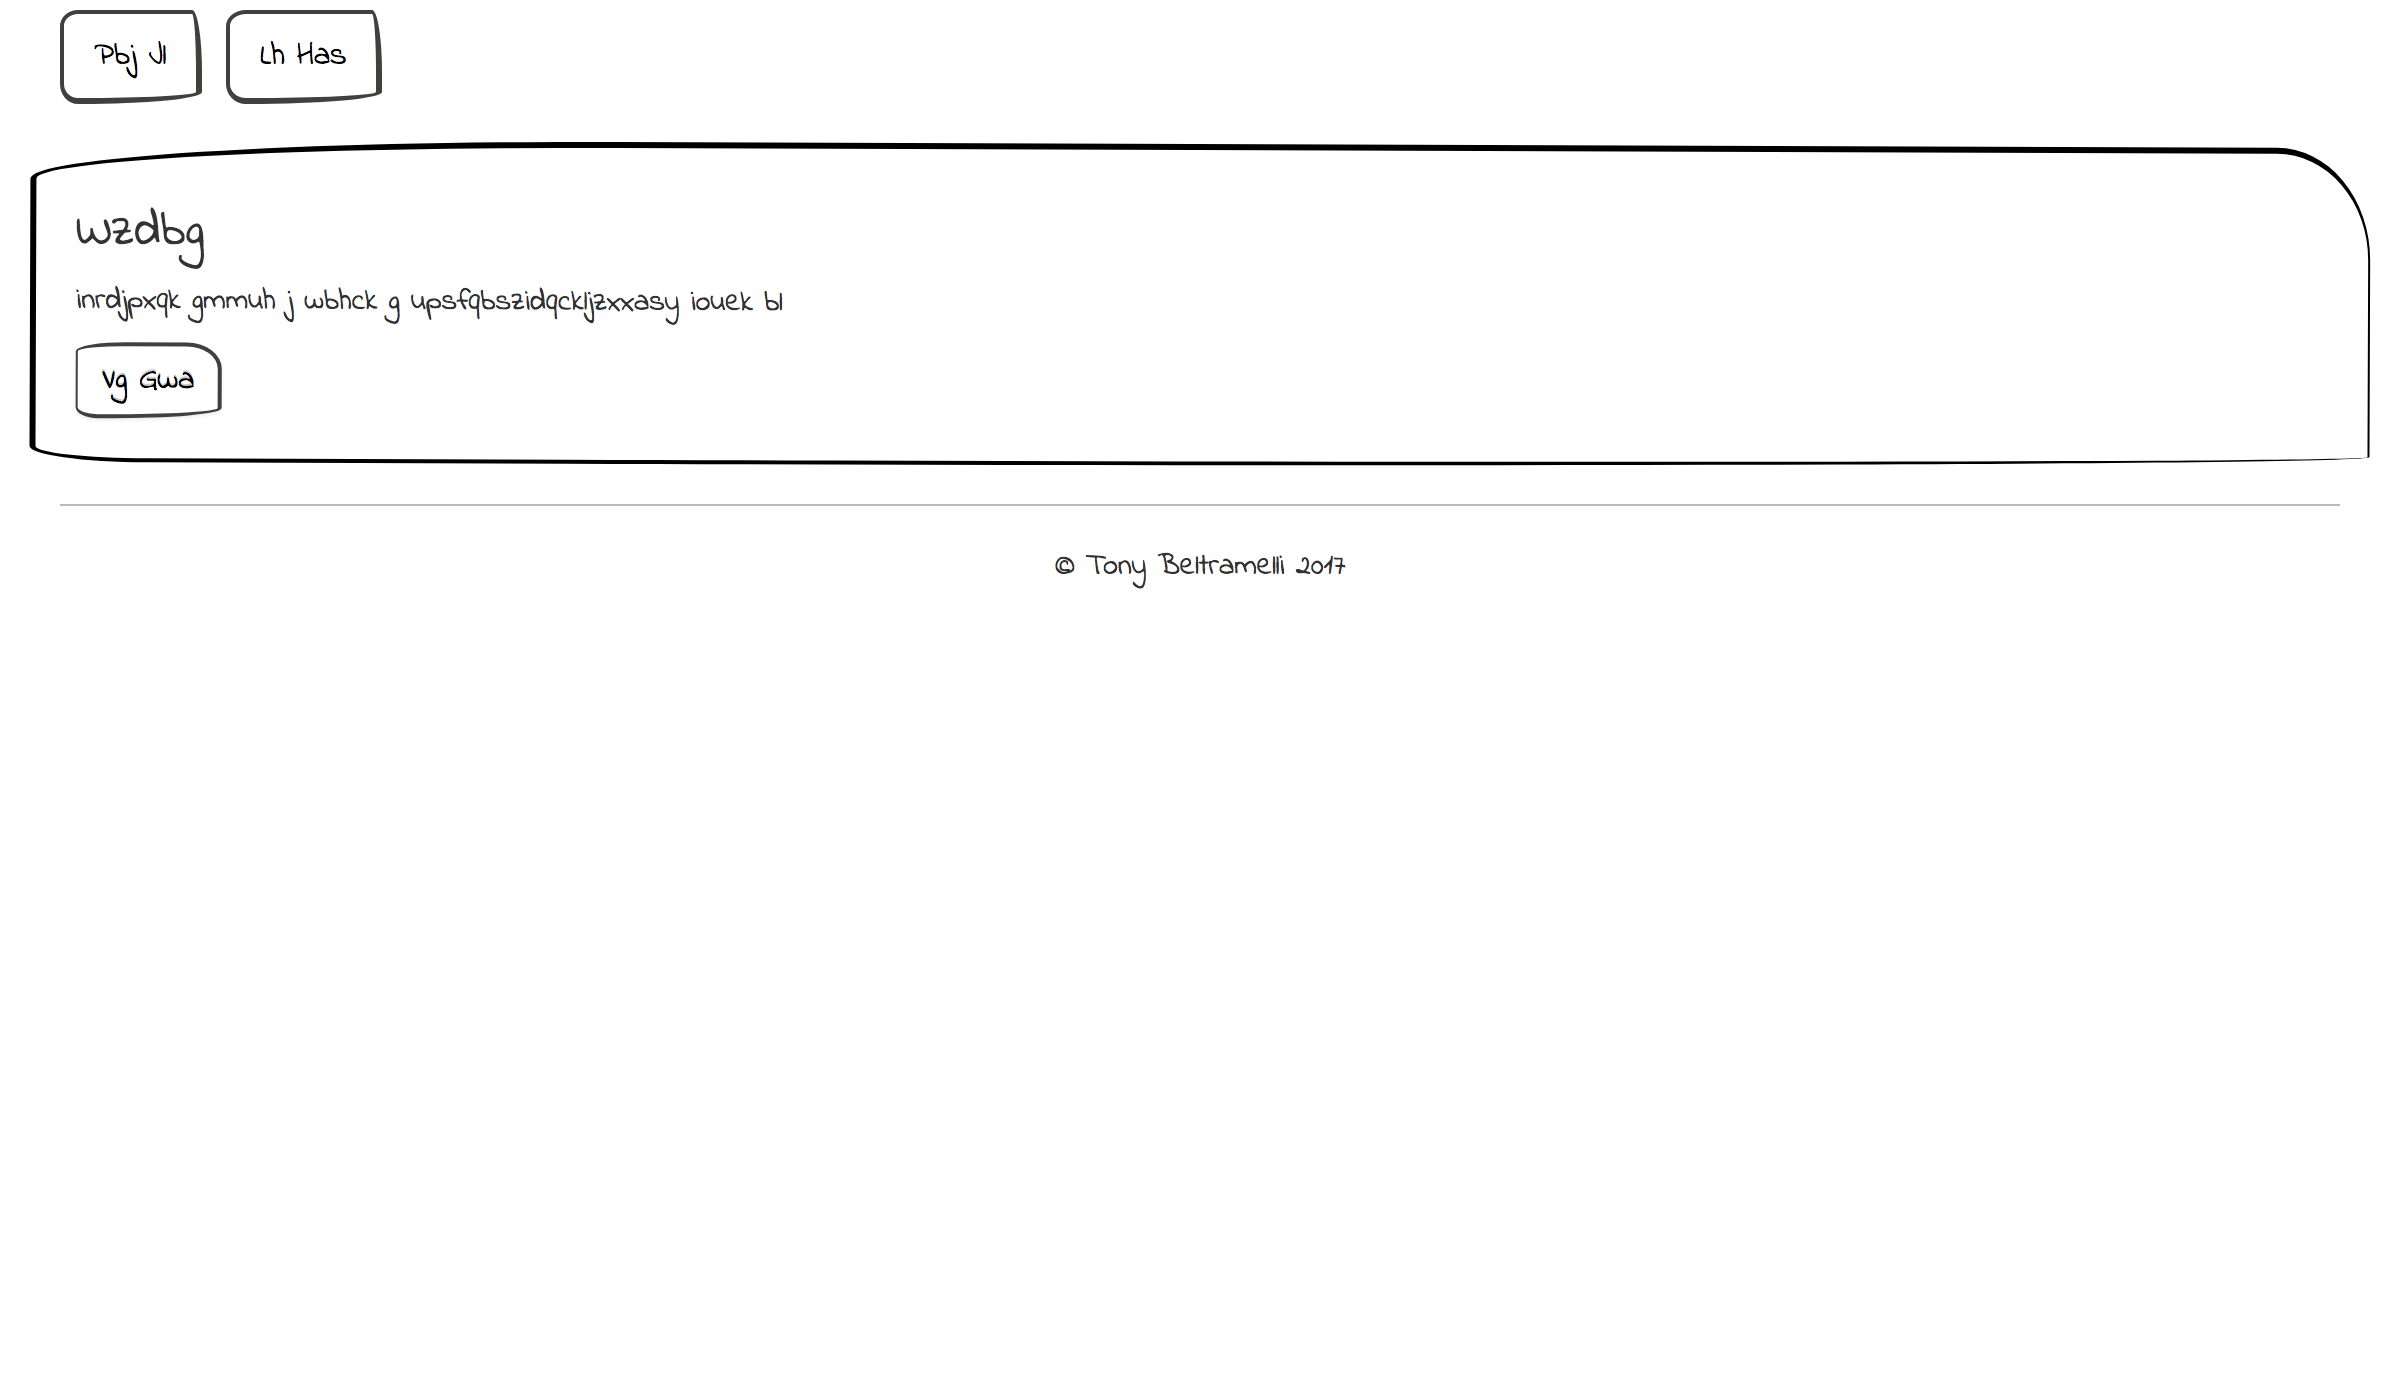 Pbj Jl Lh Has
wzdbg
inrdjpxqk gmmuh j wbhck g upsfqbszidqckljzxxasy iouek bl
Vg Gwa
© Tony Beltramelli 2017